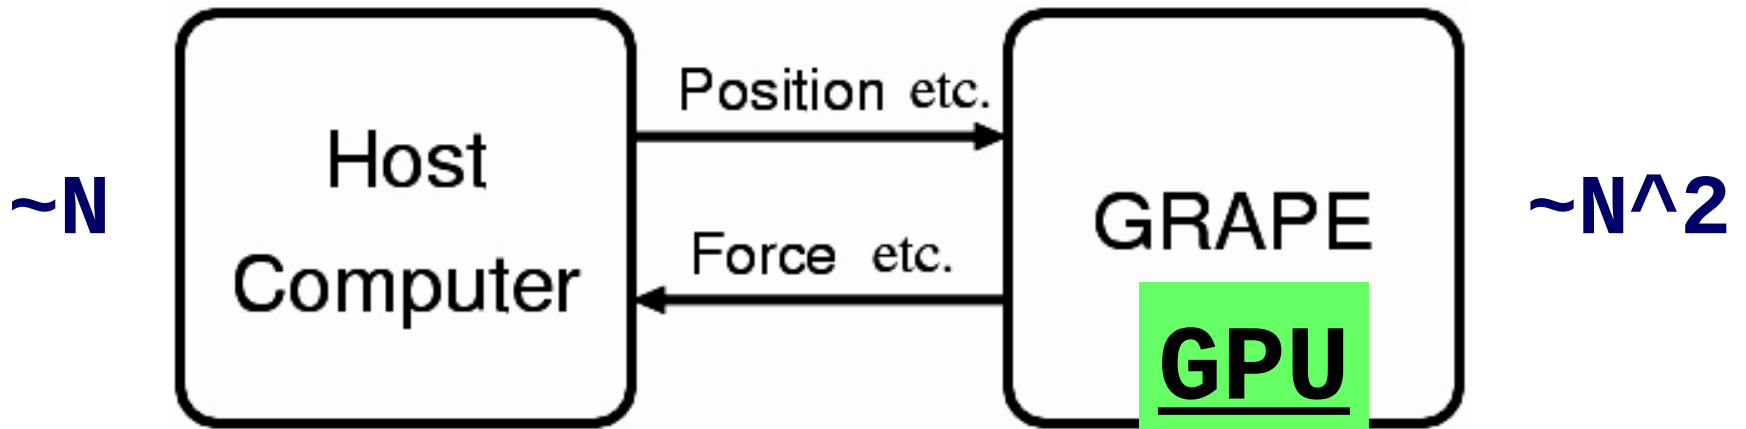 ~N
Host
Computer
Position etc.
Force etc.
GRAPE
GPU
~N^2